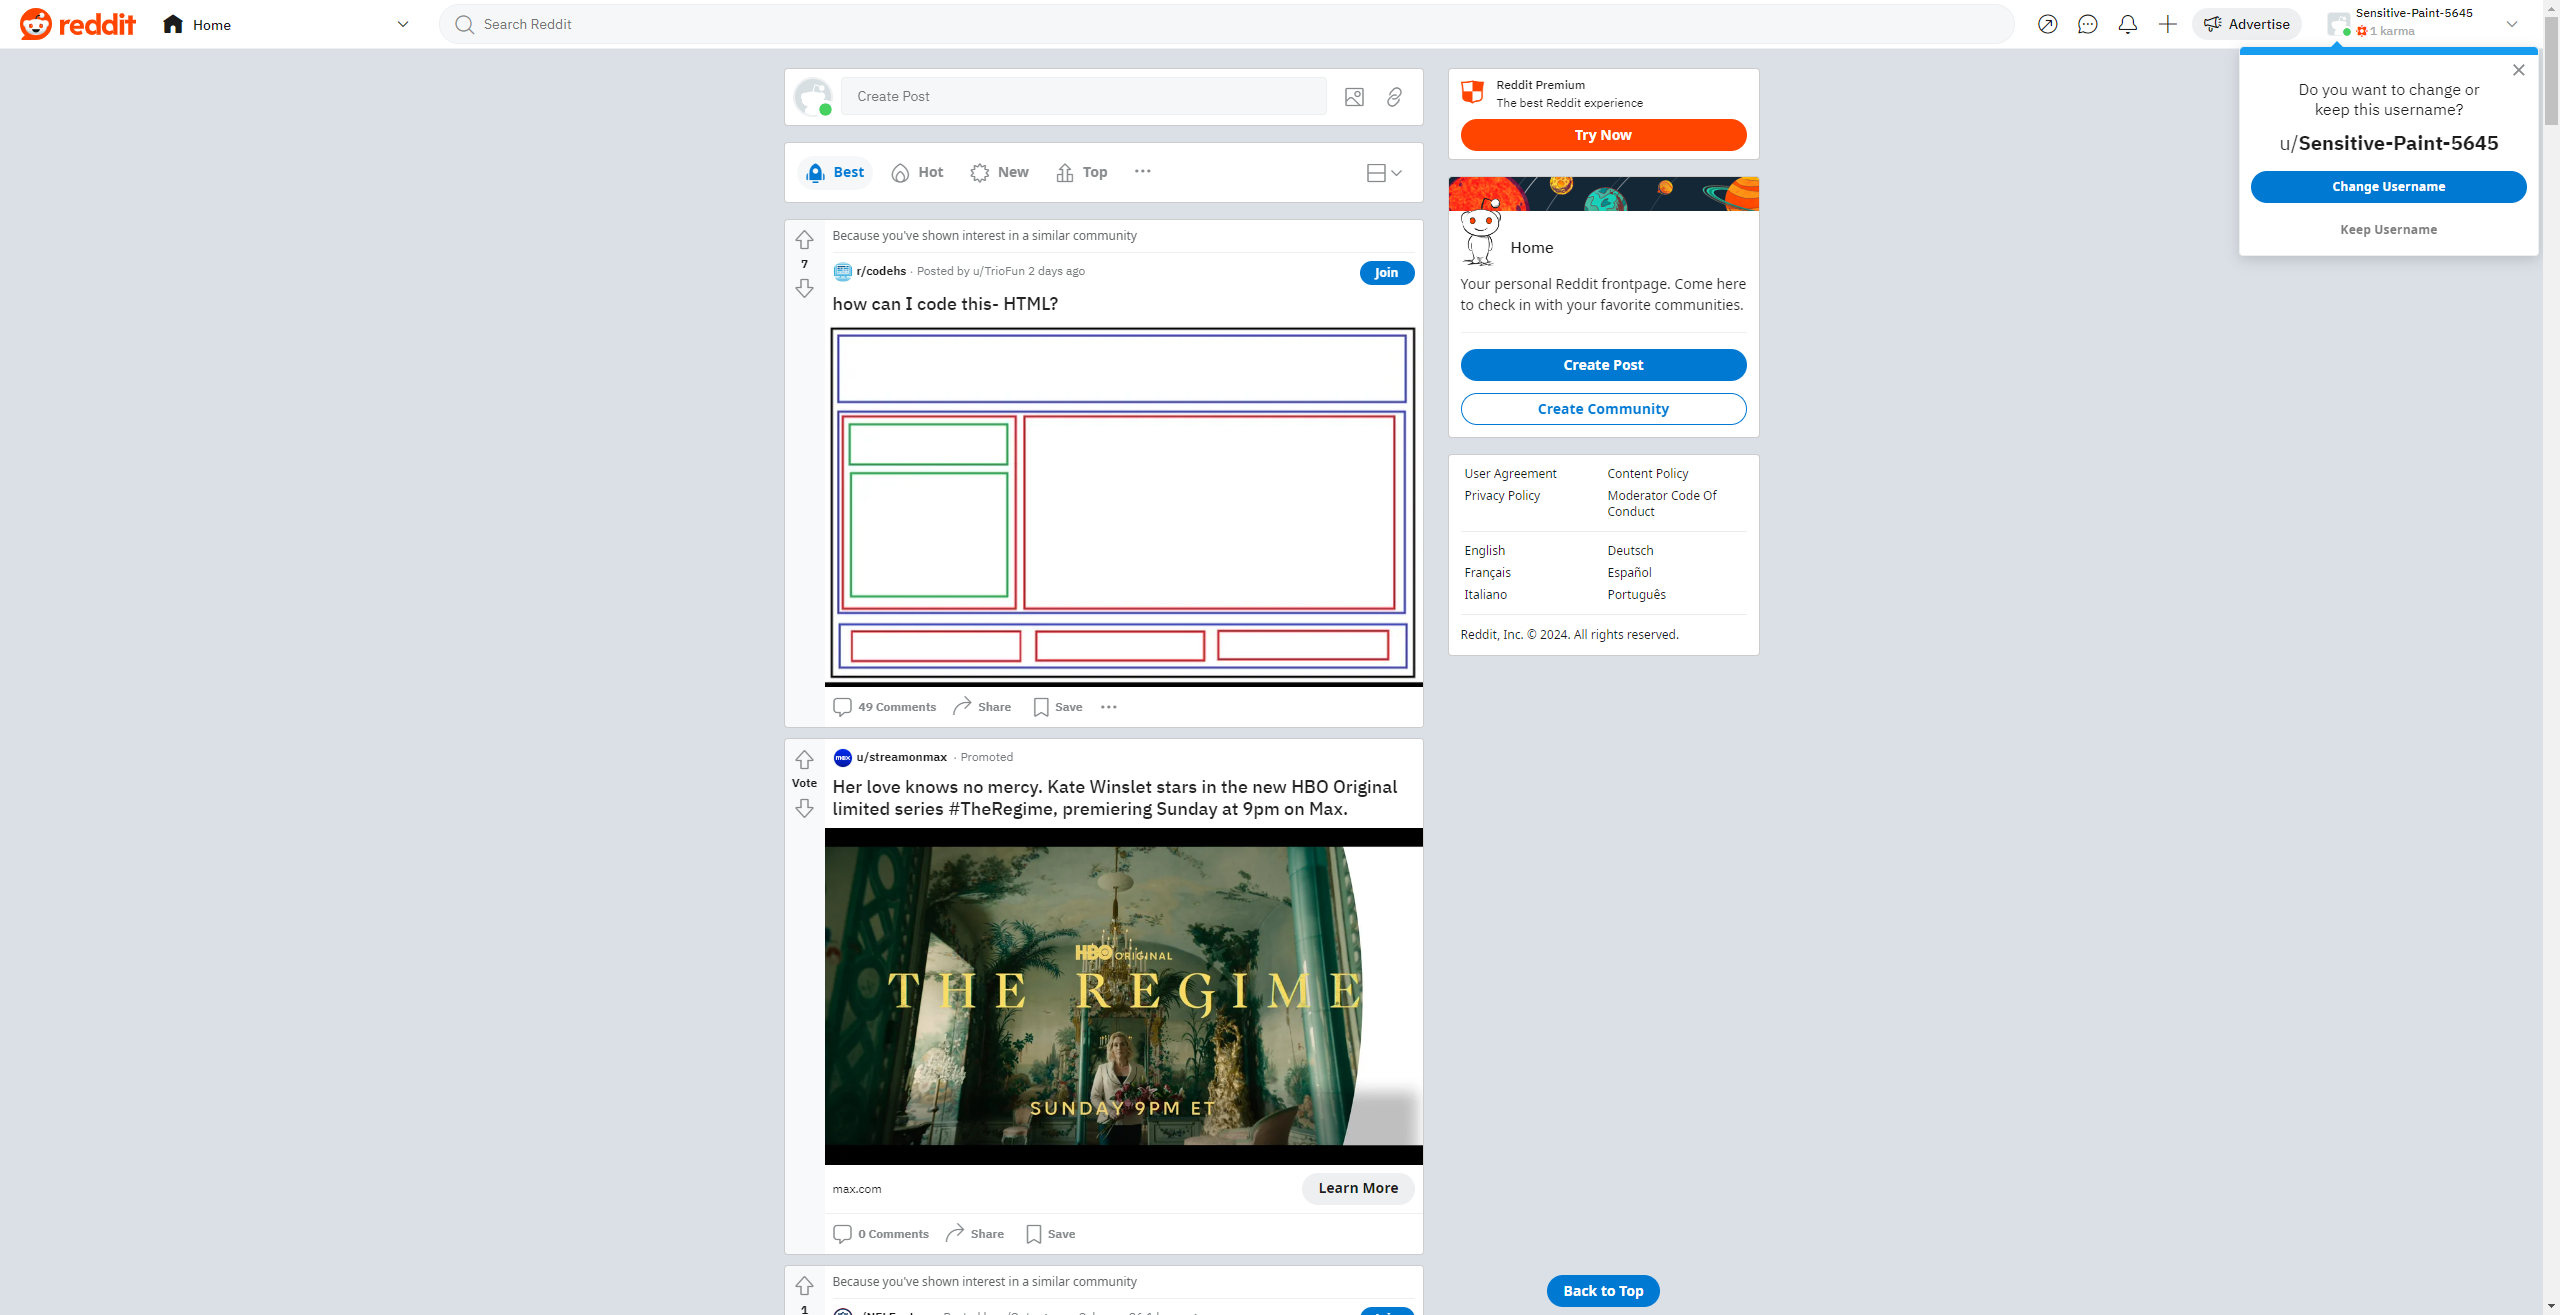 reddit
Home
Search Reddit
Advertise
Sensitive-Paint-5645
1 karma
Do you want to change or
keep this username?
u/Sensitive-Paint-5645
Change Username
Keep Username
Create Post
Best
Hot
New
Top
Because you've shown interest in a similar community
7
r/codehs · Posted by u/TrioFun 2 days ago
Join
how can I code this- HTML?
49 Comments
Share
Save
Vote
max
u/streamonmax · Promoted
Her love knows no mercy. Kate Winslet stars in the new HBO Original
limited series #TheRegime, premiering Sunday at 9pm on Max.
HBO ORIGINAL
THE REGIME
SUNDAY 9PM ET
max.com
Learn More
0 Comments
Share
Save
Because you've shown interest in a similar community
1
Reddit Premium
The best Reddit experience
Try Now
Home
Your personal Reddit frontpage. Come here
to check in with your favorite communities.
Create Post
Create Community
User Agreement
Content Policy
Privacy Policy
Moderator Code Of
Conduct
English
Deutsch
Français
Español
Italiano
Português
Reddit, Inc. © 2024. All rights reserved.
Back to Top